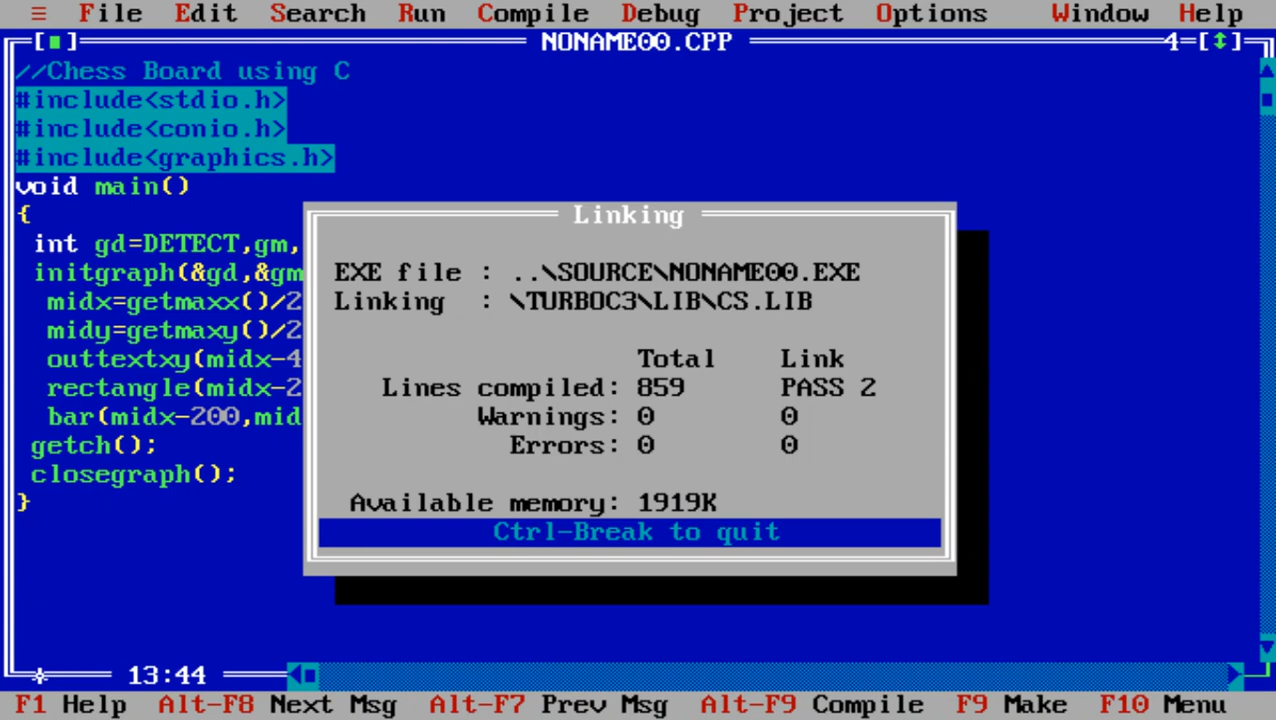 ≡ File Edit Search Run Compile Debug Project Options Window Help
[■] NONAME00.CPP 4=[↕]
//Chess Board using C
#include<stdio.h>
#include<conio.h>
#include<graphics.h>
void main()
{
int gd=DETECT,gm,
initgraph(&gd,&gm
midx=getmaxx()/2
midy=getmaxy()/2
outtextxy(midx-4
rectangle(midx-2
bar(midx-200,mid
getch();
closegraph();
}
Linking
EXE file : ..\SOURCE\NONAME00.EXE
Linking : \TURBOC3\LIB\CS.LIB
Total Link
Lines compiled: 859 PASS 2
Warnings: 0 0
Errors: 0 0
Available memory: 1919K
Ctrl-Break to quit
13:44
F1 Help Alt-F8 Next Msg Alt-F7 Prev Msg Alt-F9 Compile F9 Make F10 Menu